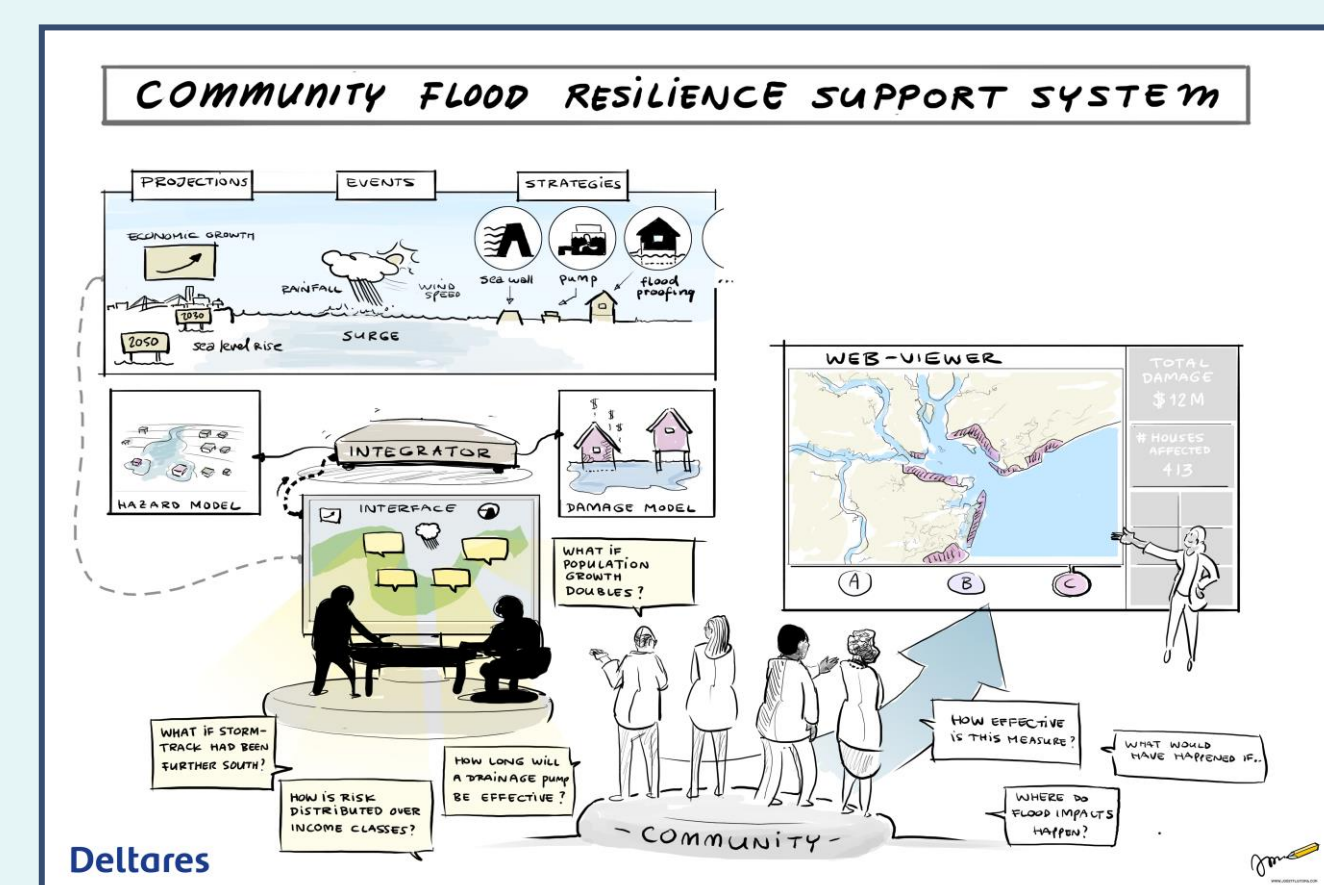 COMMUNITY FLOOD RESILIENCE SUPPORT SYSTEM
PROJECTIONS
EVENTS
STRATEGIES
ECONOMIC GROWTH
RAINFALL
WIND
SPEED
sea wall
pump
flood
proofing
...
2030
2050
sea level rise
SURGE
HAZARD MODEL
INTEGRATOR
$
$
$
DAMAGE MODEL
INTERFACE
WEB-VIEWER
TOTAL
DAMAGE
$12M
# HOUSES
AFFECTED
413
A
B
C
WHAT IF
POPULATION
GROWTH
DOUBLES?
WHAT IF STORM-
TRACK HAD BEEN
FURTHER SOUTH?
HOW IS RISK
DISTRIBUTED OVER
INCOME CLASSES?
HOW LONG WILL
A DRAINAGE PUMP
BE EFFECTIVE?
HOW EFFECTIVE
IS THIS MEASURE?
WHAT WOULD
HAVE HAPPENED IF..
WHERE DO
FLOOD IMPACTS
HAPPEN?
- COMMUNITY -
Deltares